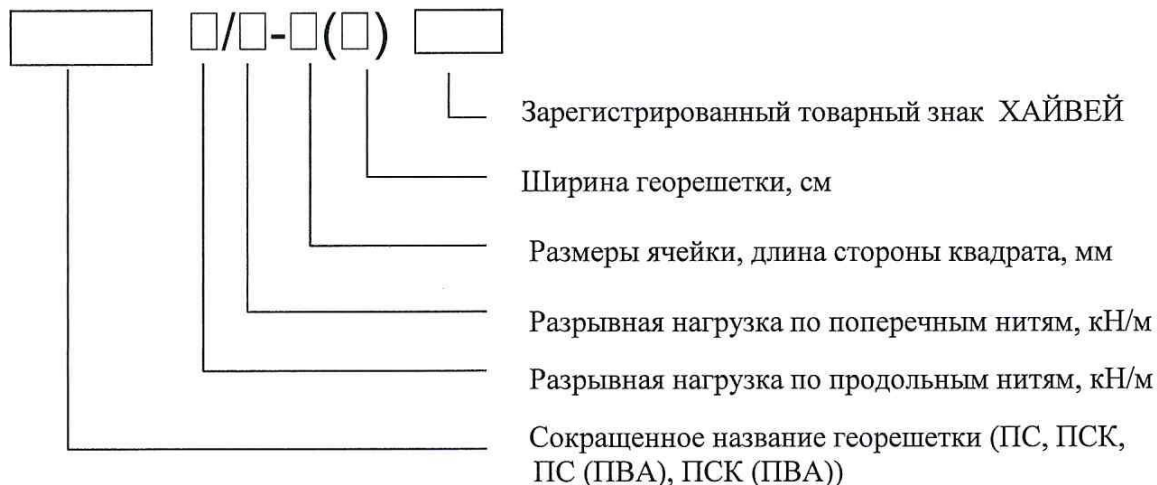 □/□-□(□)
Зарегистрированный товарный знак ХАЙВЕЙ
Ширина георешетки, см
Размеры ячейки, длина стороны квадрата, мм
Разрывная нагрузка по поперечным нитям, кН/м
Разрывная нагрузка по продольным нитям, кН/м
Сокращенное название георешетки (ПС, ПСК,
ПС (ПВА), ПСК (ПВА))